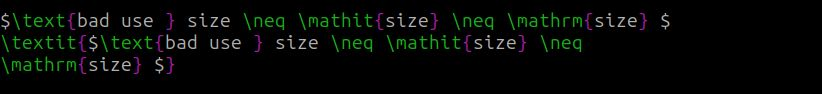 $\text{bad use } size \neq \mathit{size} \neq \mathrm{size} $
\textit{$\text{bad use } size \neq \mathit{size} \neq
\mathrm{size} $}